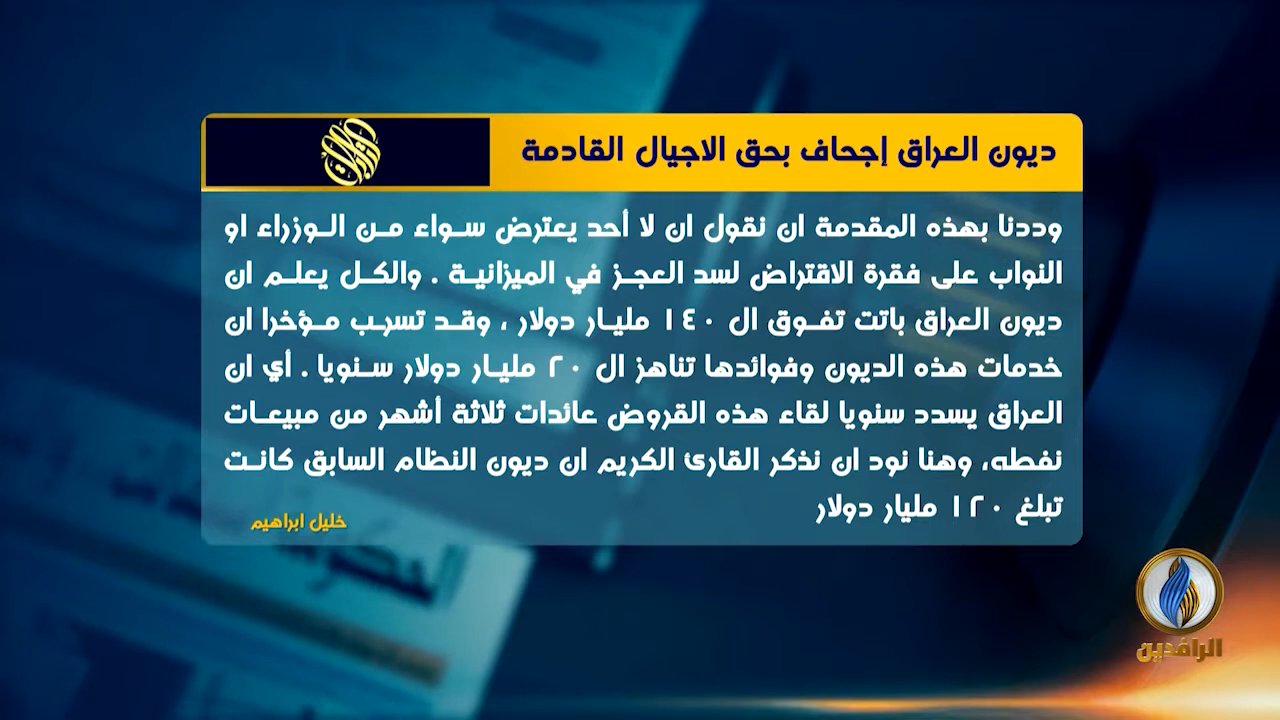 ديون العراق إجحاف بحق الاجيال القادمة
وددنا بهذه المقدمة ان نقول ان لا أحد يعترض سواء من الوزراء او
النواب على فقرة الاقتراض لسد العجز في الميزانية . والكل يعلم ان
ديون العراق باتت تفوق ال ١٤٠ مليار دولار ، وقد تسرب مؤخرا ان
خدمات هذه الديون وفوائدها تناهز ال ٢٠ مليار دولار سنويا . أي ان
العراق يسدد سنويا لقاء هذه القروض عائدات ثلاثة أشهر من مبيعات
نفطه، وهنا نود ان نذكر القارئ الكريم ان ديون النظام السابق كانت
تبلغ ١٢٠ مليار دولار
خليل ابراهيم
الرافدين